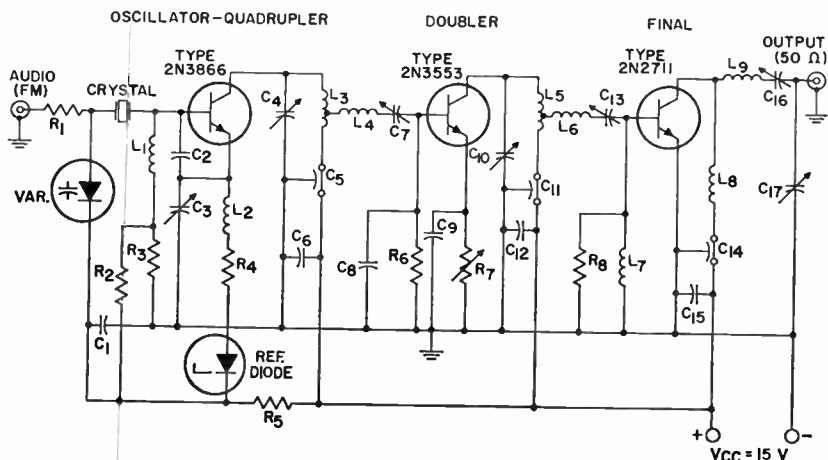 OSCILLATOR-QUADRUPLER DOUBLER FINAL
TYPE
2N3866
TYPE
2N3553
TYPE
2N2711
OUTPUT
(50 Ω)
AUDIO
(FM)
CRYSTAL
R1
L1
C2
C3
L2
R4
C4
L3
L4
C7
C5
C6
C8
R6
C9
R7
C10
L5
L6
C13
C11
C12
R8
L7
L8
L9
C16
C14
C15
C17
VAR.
R2
R3
C1
REF.
DIODE
R5
+
−
VCC = 15 V